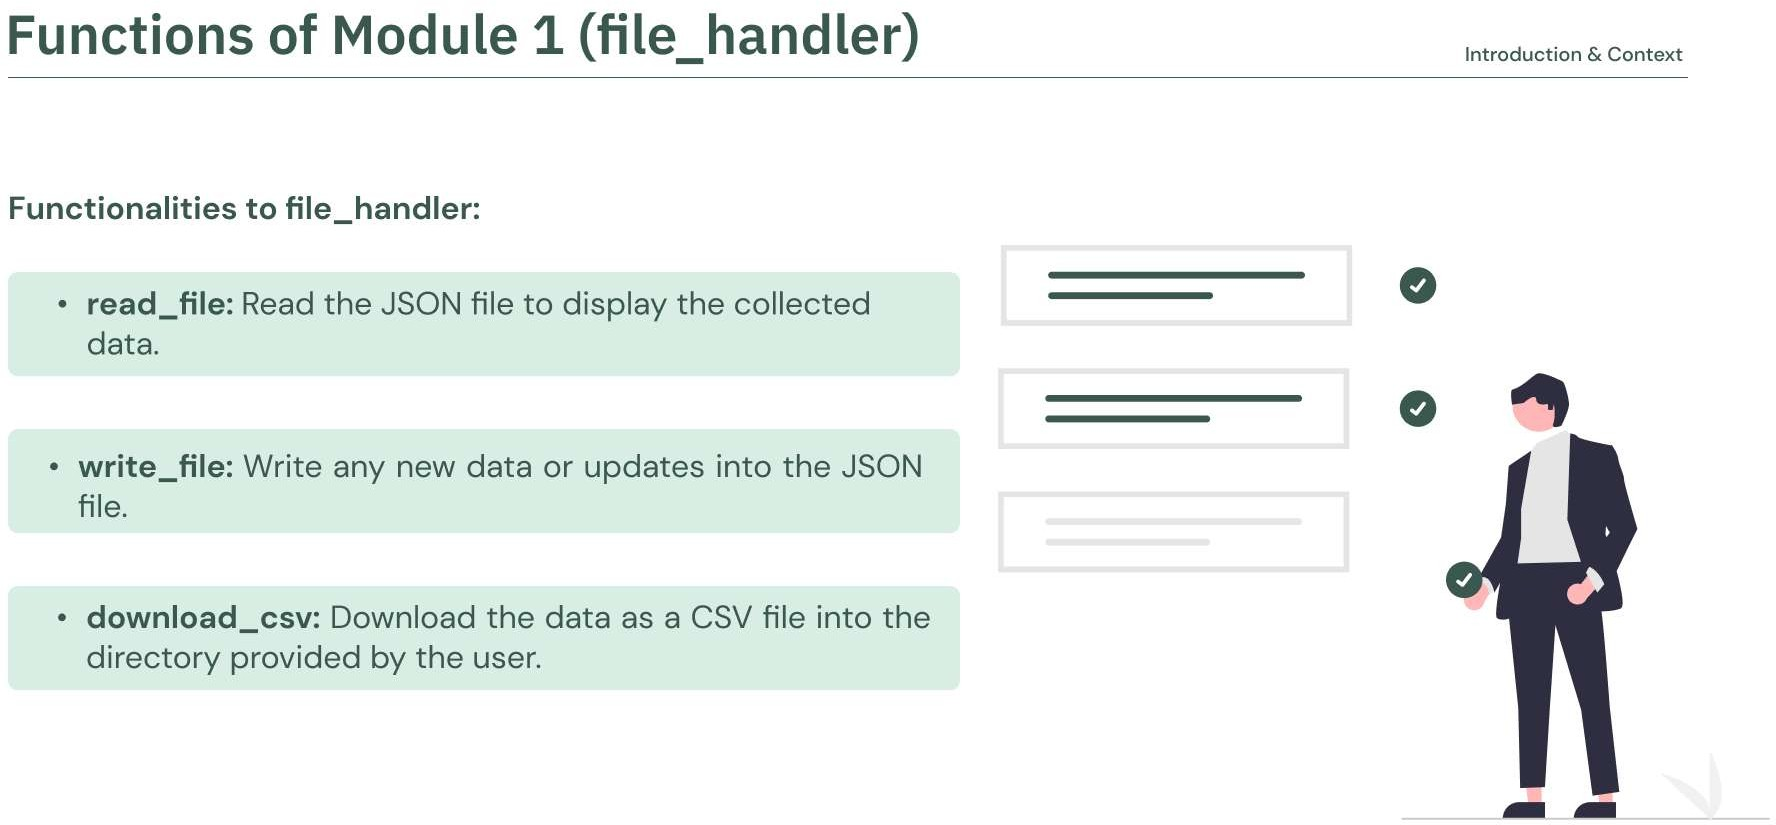 Functions of Module 1 (file_handler)
Introduction & Context
Functionalities to file_handler:
• read_file: Read the JSON file to display the collected
data.
• write_file: Write any new data or updates into the JSON
file.
• download_csv: Download the data as a CSV file into the
directory provided by the user.